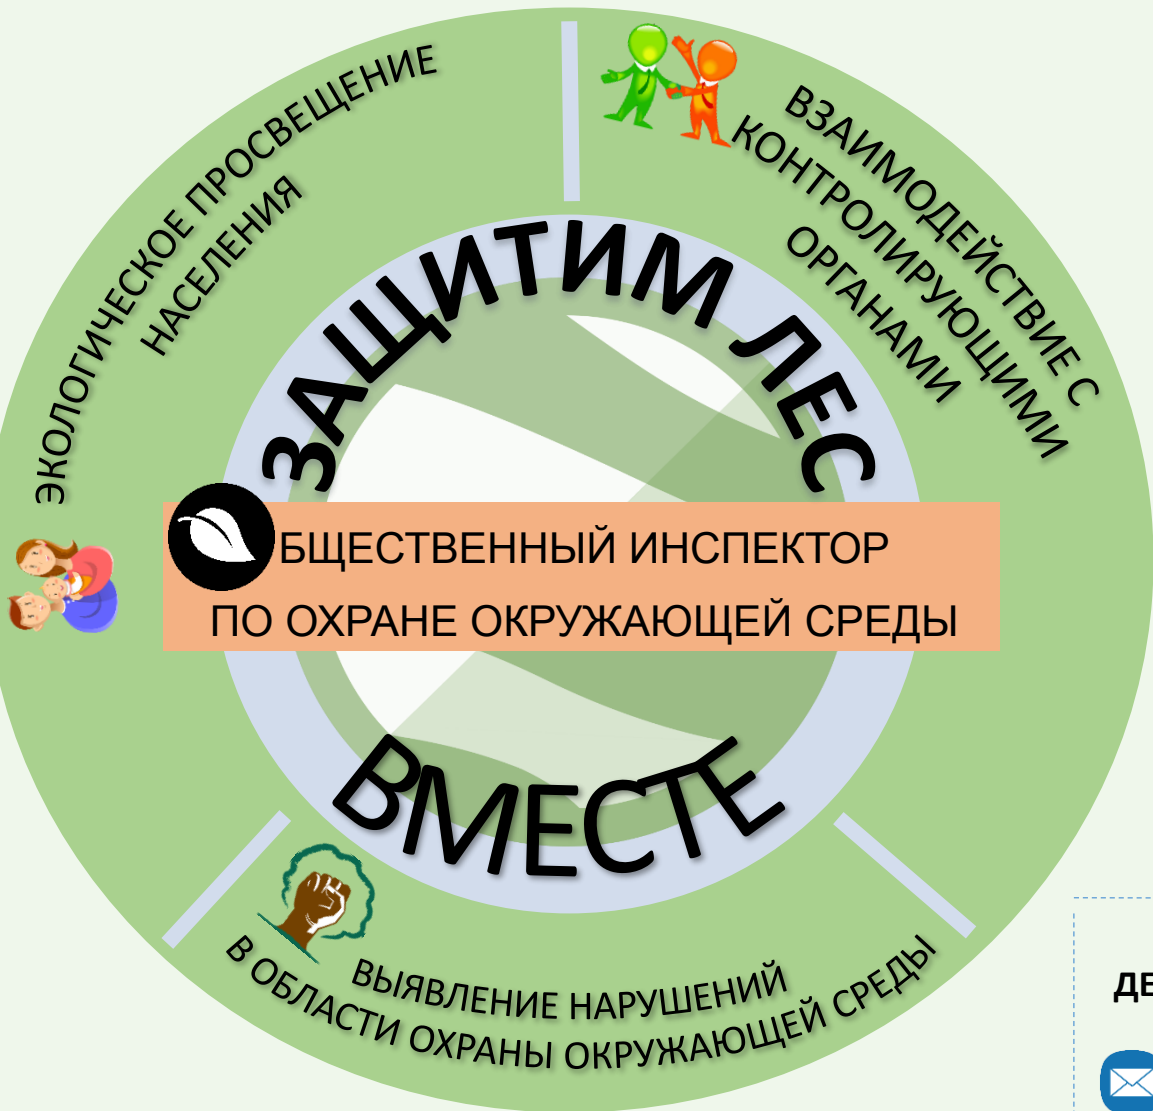 ЭКОЛОГИЧЕСКОЕ ПРОСВЕЩЕНИЕ
НАСЕЛЕНИЯ
ВЗАИМОДЕЙСТВИЕ С
КОНТРОЛИРУЮЩИМИ
ОРГАНАМИ
ЗАЩИТИМ ЛЕС
БЩЕСТВЕННЫЙ ИНСПЕКТОР
ПО ОХРАНЕ ОКРУЖАЮЩЕЙ СРЕДЫ
ВМЕСТЕ
ВЫЯВЛЕНИЕ НАРУШЕНИЙ
В ОБЛАСТИ ОХРАНЫ ОКРУЖАЮЩЕЙ СРЕДЫ